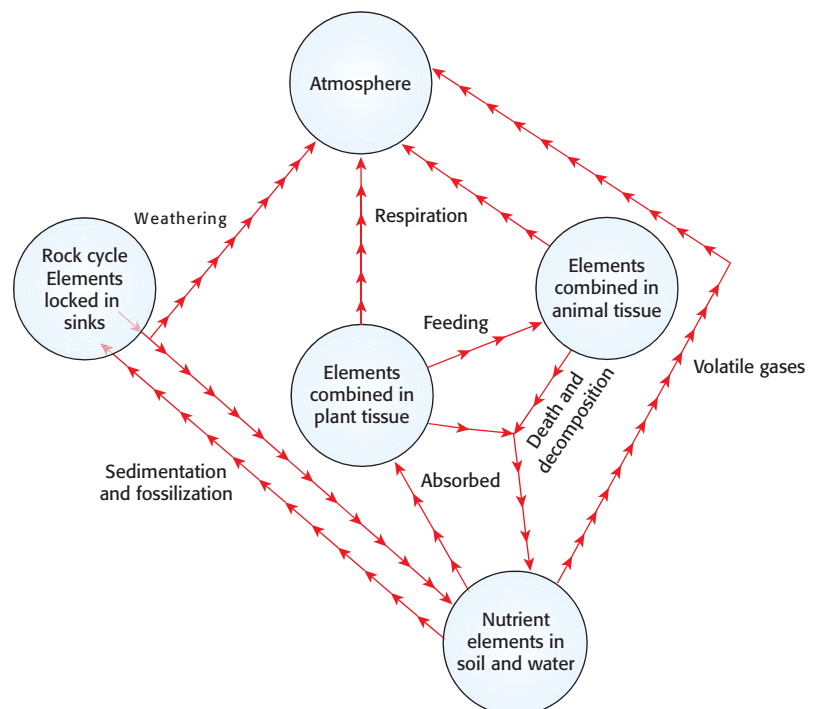 Atmosphere
Weathering
Respiration
Rock cycle
Elements
locked in
sinks
Elements
combined in
animal tissue
Feeding
Volatile gases
Elements
combined in
plant tissue
Death and
decomposition
Sedimentation
and fossilization
Absorbed
Nutrient
elements in
soil and water